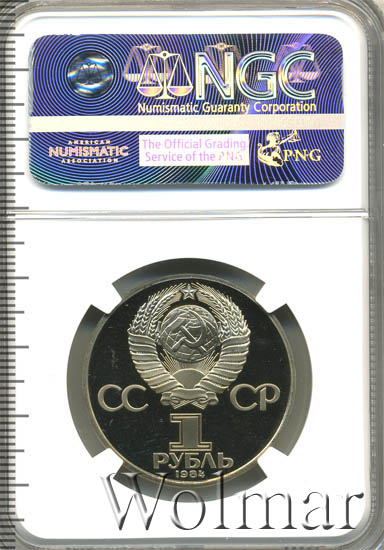 NGC
Numismatic Guaranty Corporation
AMERICAN
NUMISMATIC
ASSOCIATION
The Official Grading
Service of the PNG
PNG
СС СР
1
РУБЛЬ
1984
Wolmar